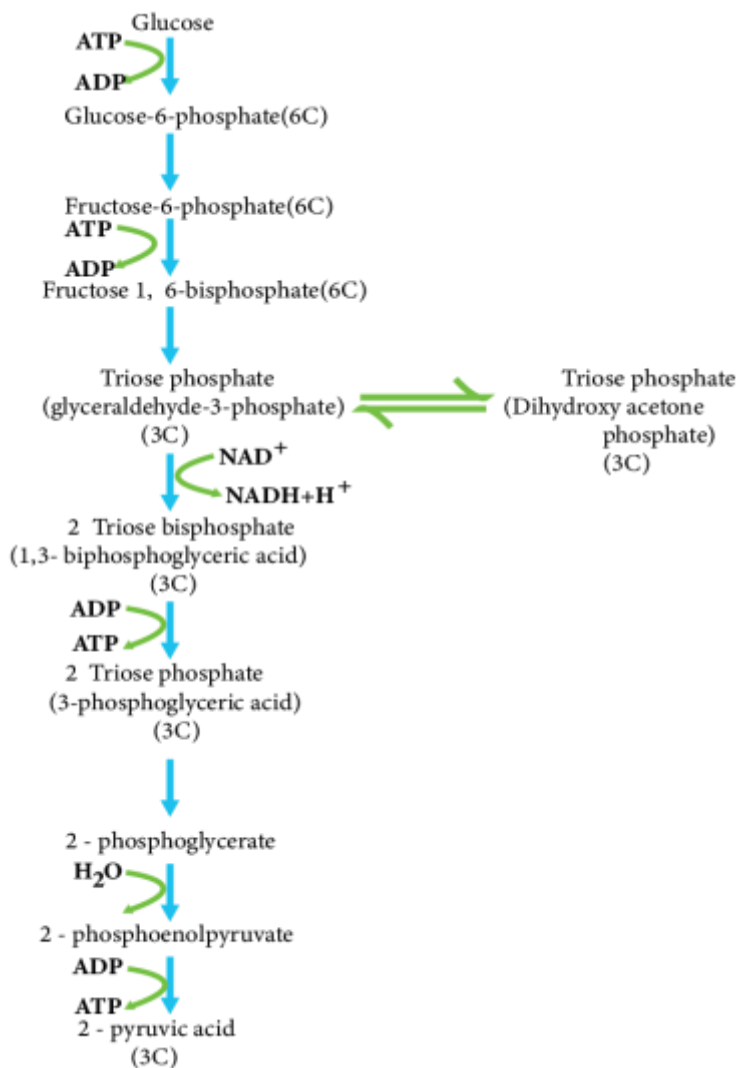 Glucose
ATP
ADP
Glucose-6-phosphate(6C)
Fructose-6-phosphate(6C)
ATP
ADP
Fructose 1, 6-bisphosphate(6C)
Triose phosphate
(glyceraldehyde-3-phosphate)
(3C)
Triose phosphate
(Dihydroxy acetone
phosphate)
(3C)
NAD+
NADH+H+
2 Triose bisphosphate
(1,3- biphosphoglyceric acid)
(3C)
ADP
ATP
2 Triose phosphate
(3-phosphoglyceric acid)
(3C)
2 - phosphoglycerate
H2O
2 - phosphoenolpyruvate
ADP
ATP
2 - pyruvic acid
(3C)